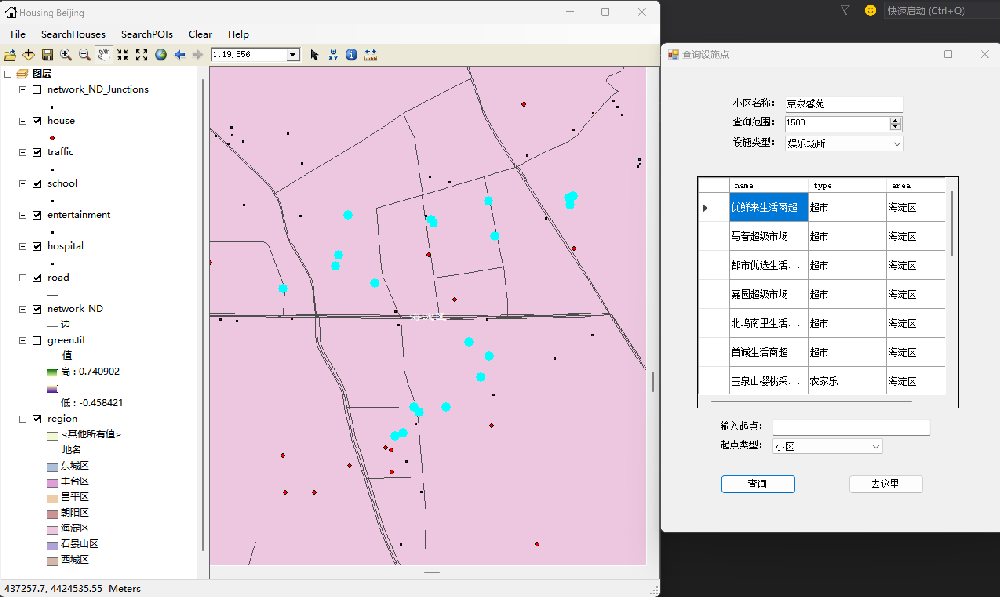 Housing Beijing
File SearchHouses SearchPOIs Clear Help
1:19,856
XY
图层
network_ND_Junctions
house
traffic
school
entertainment
hospital
road
network_ND
边
green.tif
值
高 : 0.740902
低 : -0.458421
region
<其他所有值>
地名
东城区
丰台区
昌平区
朝阳区
海淀区
石景山区
西城区
海淀区
437257.7, 4424535.55 Meters
快速启动 (Ctrl+Q)
查询设施点
小区名称： 京泉馨苑
查询范围： 1500
设施类型： 娱乐场所
name type area
优鲜来生活商超 超市 海淀区
写着超级市场 超市 海淀区
都市优选生活... 超市 海淀区
嘉园超级市场 超市 海淀区
北坞南里生活... 超市 海淀区
首诚生活商超 超市 海淀区
玉泉山樱桃采... 农家乐 海淀区
输入起点：
起点类型： 小区
查询 去这里